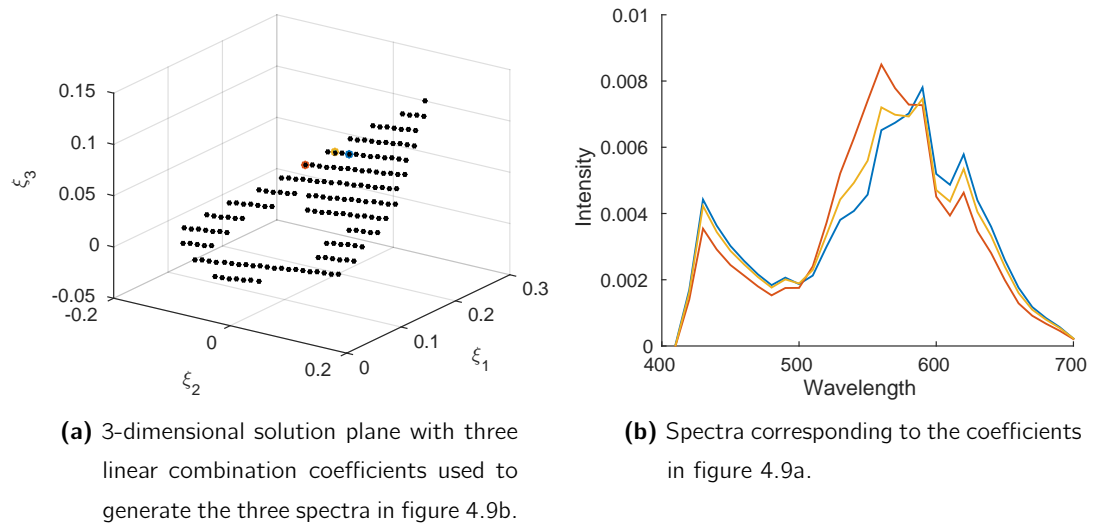 0.15
0.1
0.05
0
-0.05
ξ3
-0.2
0
0.2
ξ2
0
0.1
0.2
0.3
ξ1
0.01
0.008
0.006
0.004
0.002
0
Intensity
400
500
600
700
Wavelength
(a) 3-dimensional solution plane with three
linear combination coefficients used to
generate the three spectra in figure 4.9b.
(b) Spectra corresponding to the coefficients
in figure 4.9a.